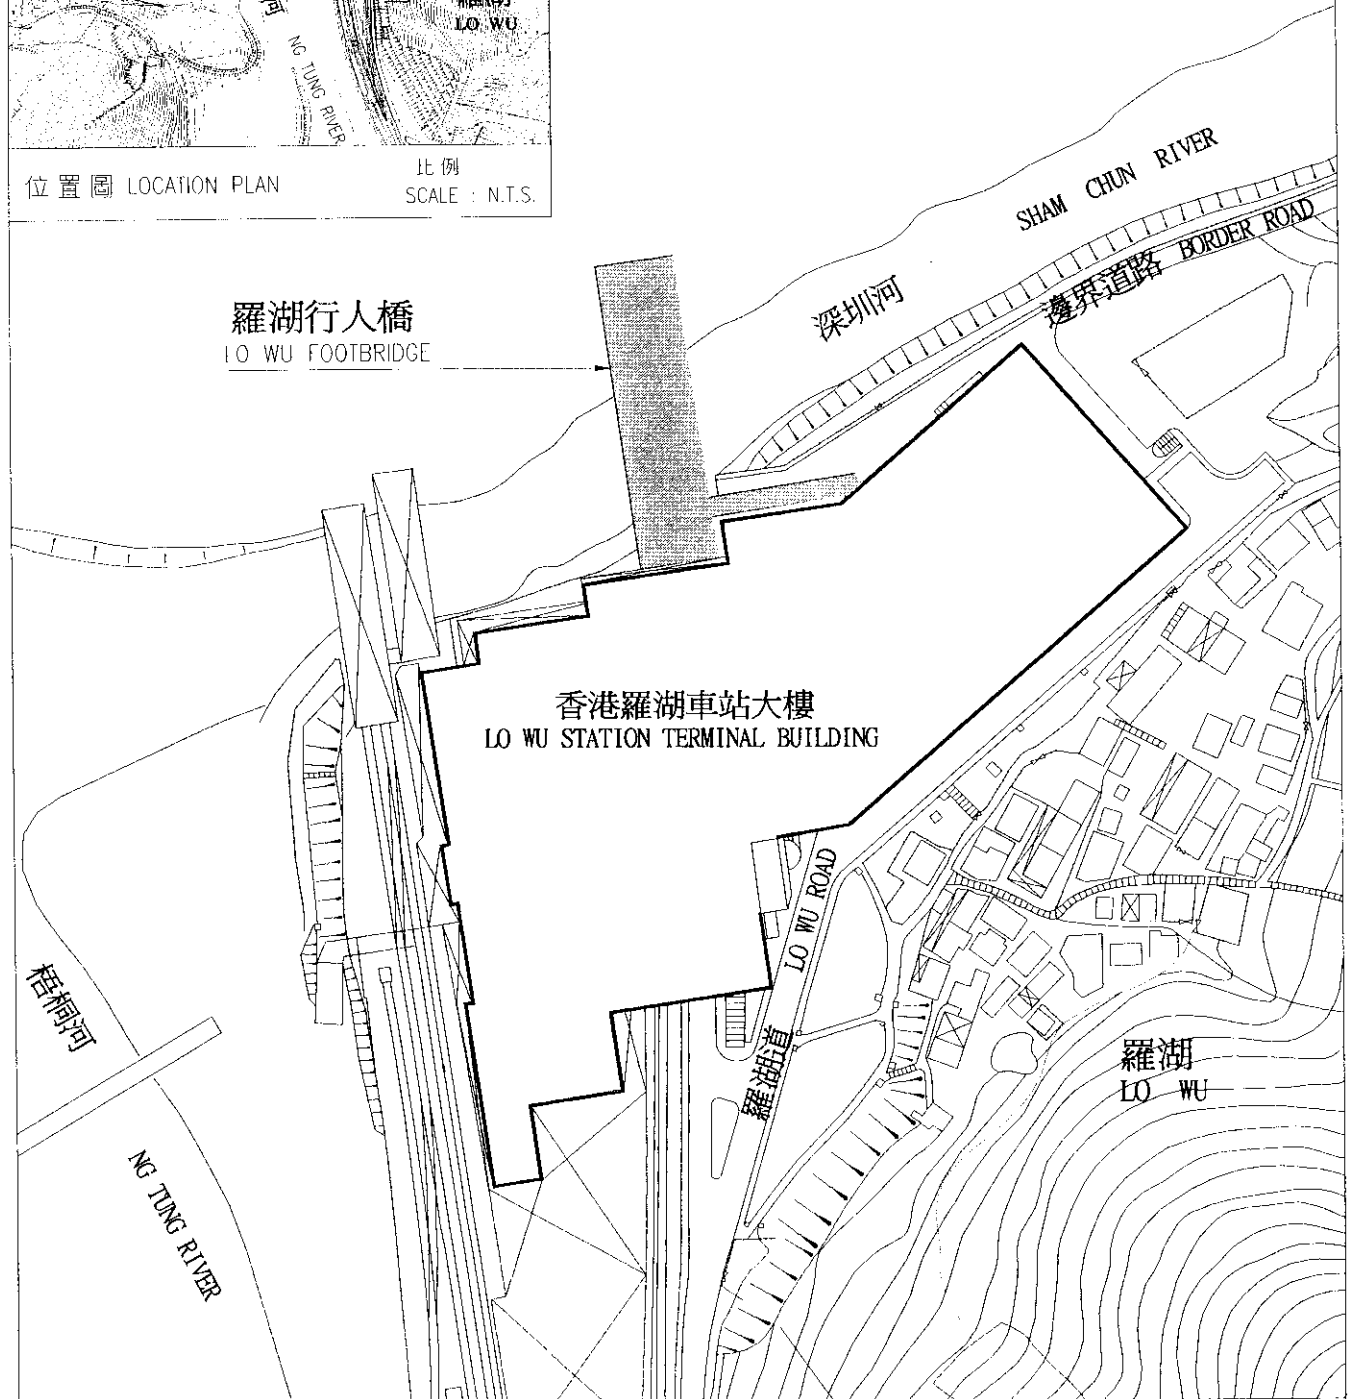 河
羅湖
LO WU
NG TUNG RIVER
位置圖 LOCATION PLAN
比例
SCALE : N.T.S.
SHAM CHUN RIVER
深圳河
邊界道路 BORDER ROAD
羅湖行人橋
LO WU FOOTBRIDGE
香港羅湖車站大樓
LO WU STATION TERMINAL BUILDING
羅湖道 LO WU ROAD
梧桐河
NG TUNG RIVER
羅湖
LO WU